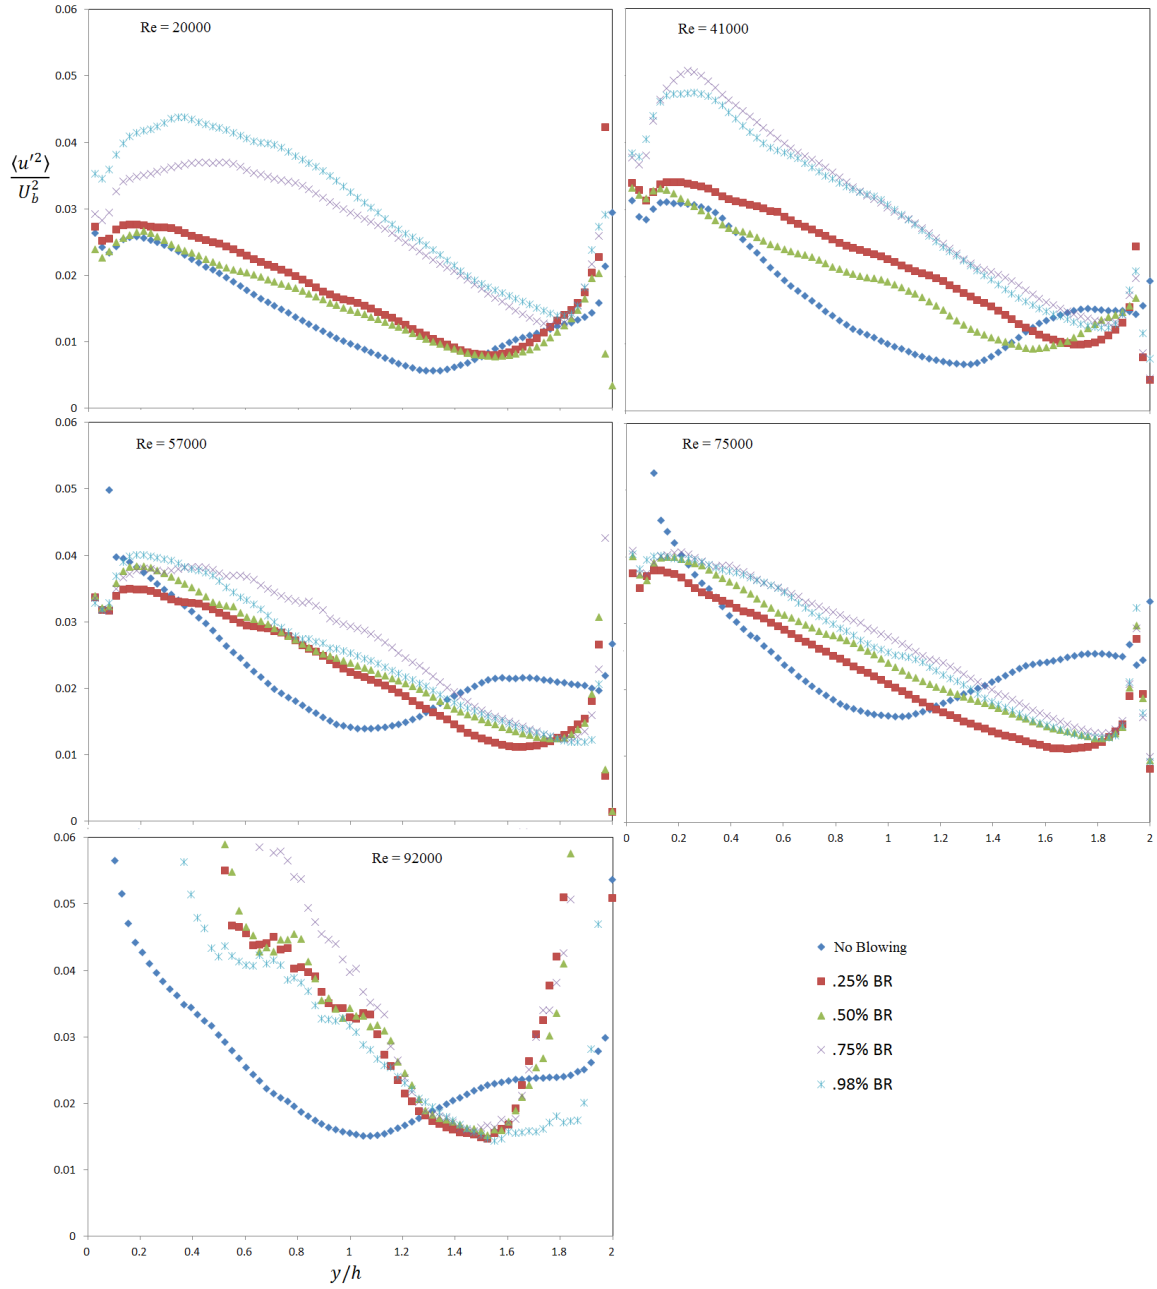 Re = 20000
0.06
0.05
0.04
0.03
0.02
0.01
0
⟨u′²⟩
U_b²
Re = 41000
Re = 57000
0.06
0.05
0.04
0.03
0.02
0.01
0
Re = 75000
0 0.2 0.4 0.6 0.8 1.0 1.2 1.4 1.6 1.8 2
Re = 92000
0.06
0.05
0.04
0.03
0.02
0.01
0
0 0.2 0.4 0.6 0.8 1 1.2 1.4 1.6 1.8 2
y/h
No Blowing
.25% BR
.50% BR
.75% BR
.98% BR